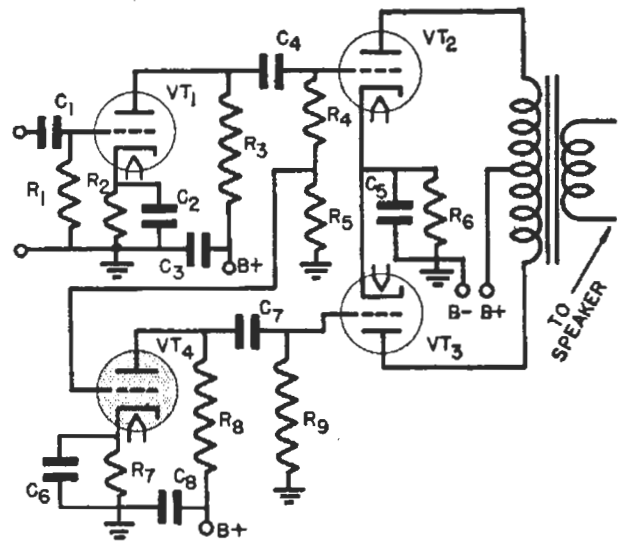 C4
VT2
C1
VT1
R3
R4
R1
R2
C2
C5
R6
R5
C3
B+
C7
B-
B+
TO
SPEAKER
VT4
VT3
R8
R9
C6
R7
C8
B+